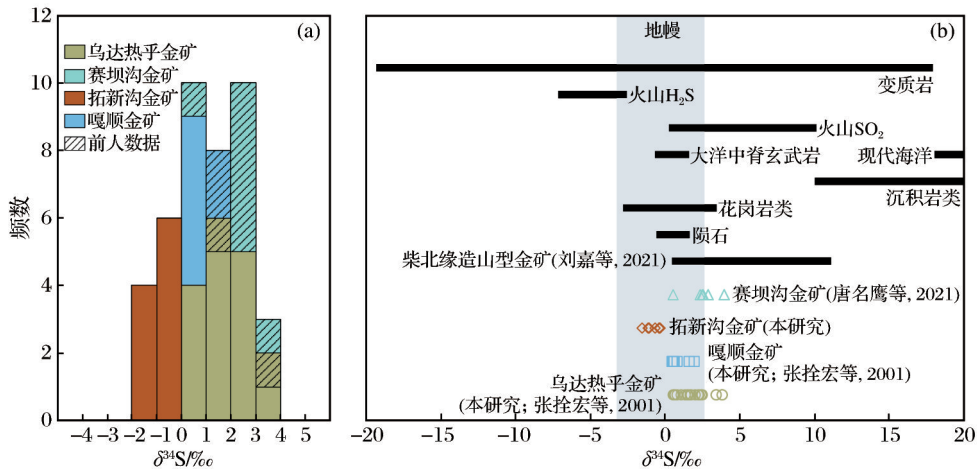 12
10
8
6
4
2
0
频数
(a)
乌达热乎金矿
赛坝沟金矿
拓新沟金矿
嘎顺金矿
前人数据
−4 −3 −2 −1 0 1 2 3 4 5
δ³⁴S/‰
地幔
(b)
变质岩
火山H₂S
火山SO₂
大洋中脊玄武岩
现代海洋
沉积岩类
花岗岩类
陨石
柴北缘造山型金矿(刘嘉等, 2021)
赛坝沟金矿(唐名鹰等, 2021)
拓新沟金矿(本研究)
嘎顺金矿
(本研究; 张拴宏等, 2001)
乌达热乎金矿
(本研究; 张拴宏等, 2001)
−20 −15 −10 −5 0 5 10 15 20
δ³⁴S/‰